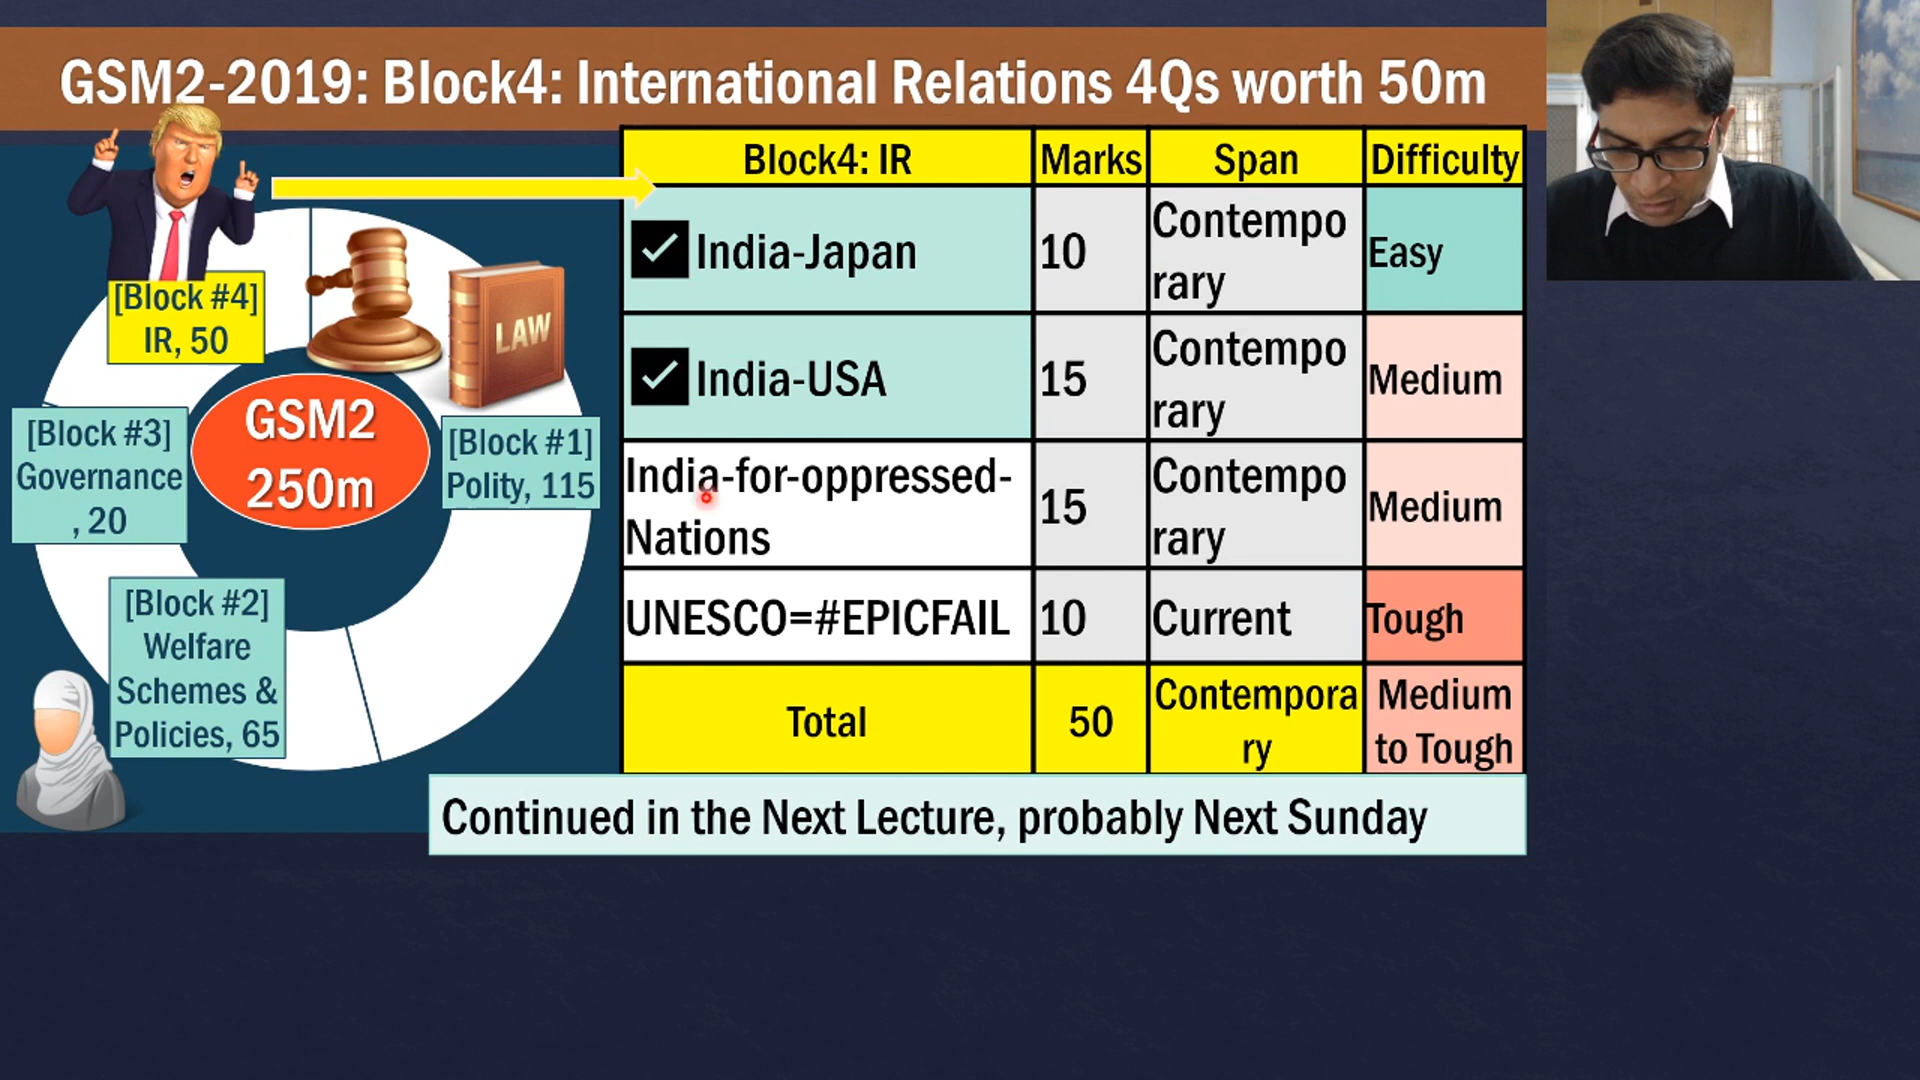 GSM2-2019: Block4: International Relations 4Qs worth 50m
[Block #4]
IR, 50
LAW
GSM2
250m
[Block #3]
Governance
, 20
[Block #1]
Polity, 115
[Block #2]
Welfare
Schemes &
Policies, 65
Block4: IR
Marks
Span
Difficulty
India-Japan
10
Contempo
rary
Easy
India-USA
15
Contempo
rary
Medium
India-for-oppressed-
Nations
15
Contempo
rary
Medium
UNESCO=#EPICFAIL
10
Current
Tough
Total
50
Contempora
ry
Medium
to Tough
Continued in the Next Lecture, probably Next Sunday